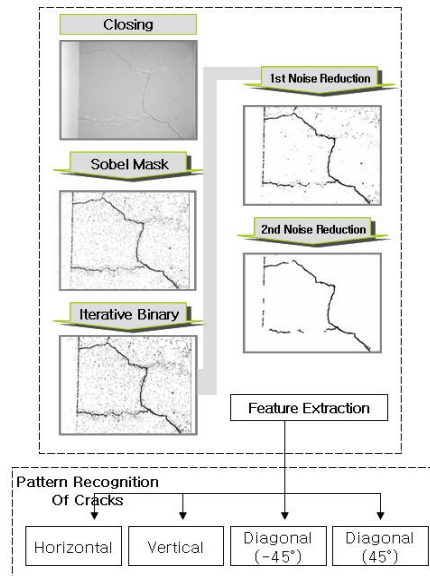 Closing
Sobel Mask
Iterative Binary
1st Noise Reduction
2nd Noise Reduction
Feature Extraction
Pattern Recognition
Of Cracks
Horizontal
Vertical
Diagonal
(-45°)
Diagonal
(45°)